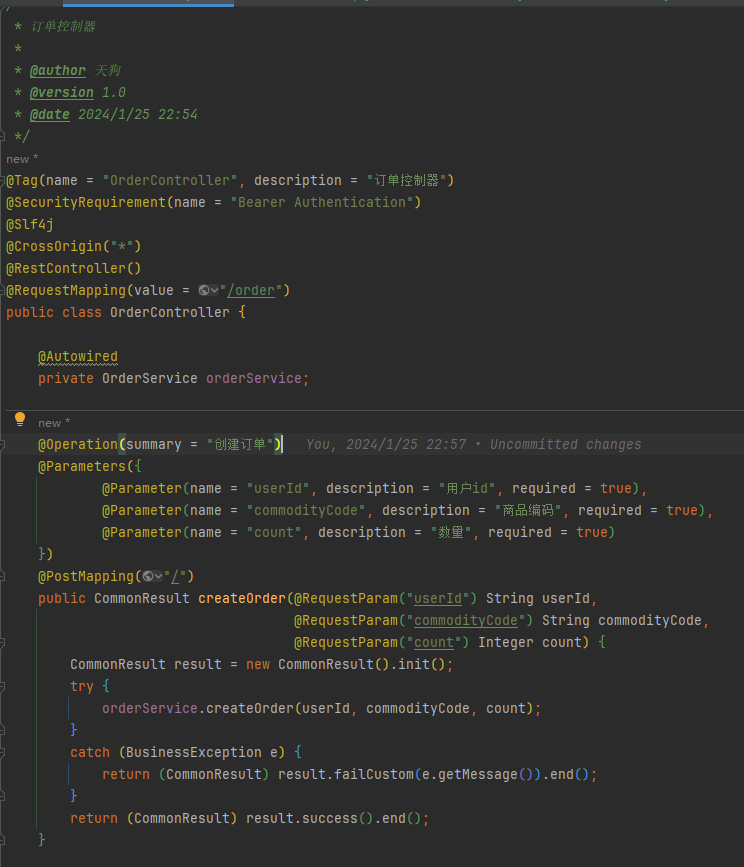 * 订单控制器
*
* @author 天狗
* @version 1.0
* @date 2024/1/25 22:54
*/
new *
@Tag(name = "OrderController", description = "订单控制器")
@SecurityRequirement(name = "Bearer Authentication")
@Slf4j
@CrossOrigin("*")
@RestController()
@RequestMapping(value = "/order")
public class OrderController {
@Autowired
private OrderService orderService;
new *
@Operation(summary = "创建订单") You, 2024/1/25 22:57 • Uncommitted changes
@Parameters({
@Parameter(name = "userId", description = "用户id", required = true),
@Parameter(name = "commodityCode", description = "商品编码", required = true),
@Parameter(name = "count", description = "数量", required = true)
})
@PostMapping("/")
public CommonResult createOrder(@RequestParam("userId") String userId,
@RequestParam("commodityCode") String commodityCode,
@RequestParam("count") Integer count) {
CommonResult result = new CommonResult().init();
try {
orderService.createOrder(userId, commodityCode, count);
}
catch (BusinessException e) {
return (CommonResult) result.failCustom(e.getMessage()).end();
}
return (CommonResult) result.success().end();
}